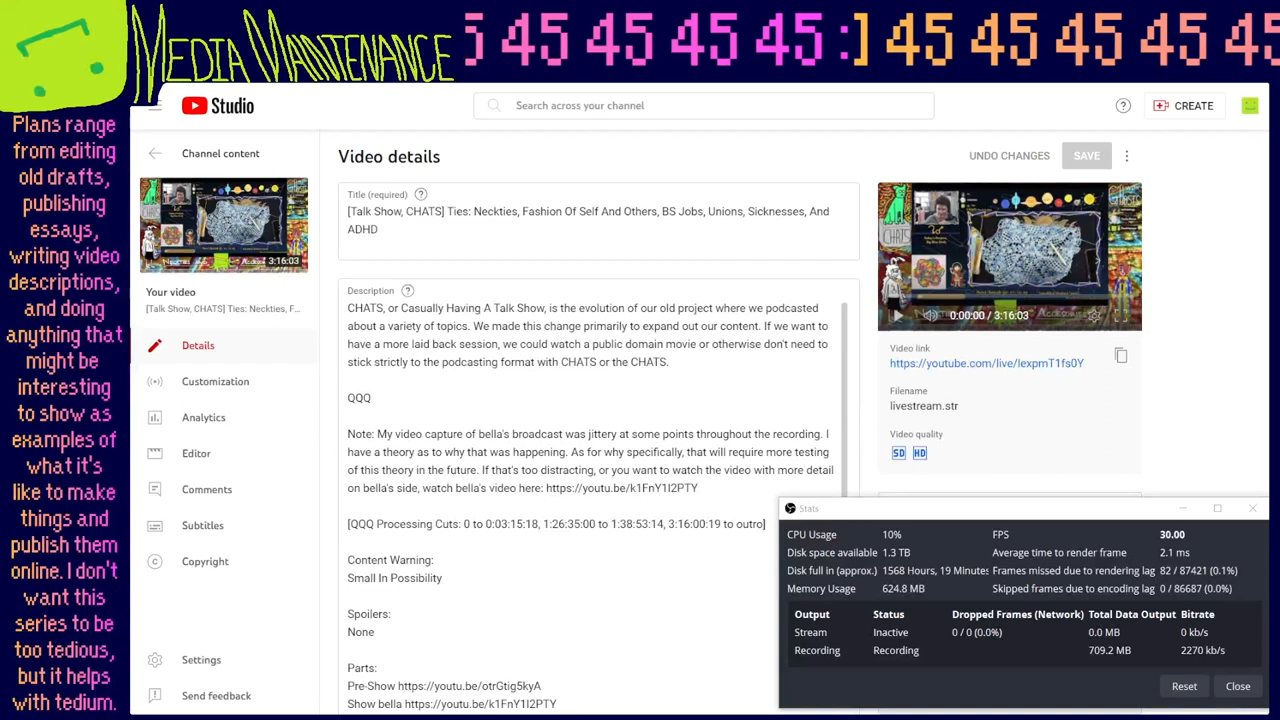 MEDIA MAINTENANCE
45 45 45 45 :] 45 45 45 45 45
Plans range
from editing
old drafts,
publishing
essays,
writing video
descriptions,
and doing
anything that
might be
interesting
to show as
examples of
what it's
like to make
things and
publish them
online. I don't
want this
series to be
too tedious,
but it helps
with tedium.
Studio
Search across your channel
CREATE
Channel content
3:16:03
Your video
[Talk Show, CHATS] Ties: Neckties, F...
Details
Customization
Analytics
Editor
Comments
Subtitles
Copyright
Settings
Send feedback
Video details
UNDO CHANGES
SAVE
Title (required)
[Talk Show, CHATS] Ties: Neckties, Fashion Of Self And Others, BS Jobs, Unions, Sicknesses, And
ADHD
Description
CHATS, or Casually Having A Talk Show, is the evolution of our old project where we podcasted
about a variety of topics. We made this change primarily to expand out our content. If we want to
have a more laid back session, we could watch a public domain movie or otherwise don't need to
stick strictly to the podcasting format with CHATS or the CHATS.
QQQ
Note: My video capture of bella's broadcast was jittery at some points throughout the recording. I
have a theory as to why that was happening. As for why specifically, that will require more testing
of this theory in the future. If that's too distracting, or you want to watch the video with more detail
on bella's side, watch bella's video here: https://youtu.be/k1FnY1I2PTY
[QQQ Processing Cuts: 0 to 0:03:15:18, 1:26:35:00 to 1:38:53:14, 3:16:00:19 to outro]
Content Warning:
Small In Possibility
Spoilers:
None
Parts:
Pre-Show https://youtu.be/otrGtig5kyA
Show bella https://youtu.be/k1FnY1I2PTY
CHATS
0:00:00 / 3:16:03
Video link
https://youtube.com/live/IexpmT1fs0Y
Filename
livestream.str
Video quality
SD HD
Stats
CPU Usage 10%
Disk space available 1.3 TB
Disk full in (approx.) 1568 Hours, 19 Minutes
Memory Usage 624.8 MB
FPS 30.00
Average time to render frame 2.1 ms
Frames missed due to rendering lag 82 / 87421 (0.1%)
Skipped frames due to encoding lag 0 / 86687 (0.0%)
Output Status Dropped Frames (Network) Total Data Output Bitrate
Stream Inactive 0 / 0 (0.0%) 0.0 MB 0 kb/s
Recording Recording 709.2 MB 2270 kb/s
Reset Close